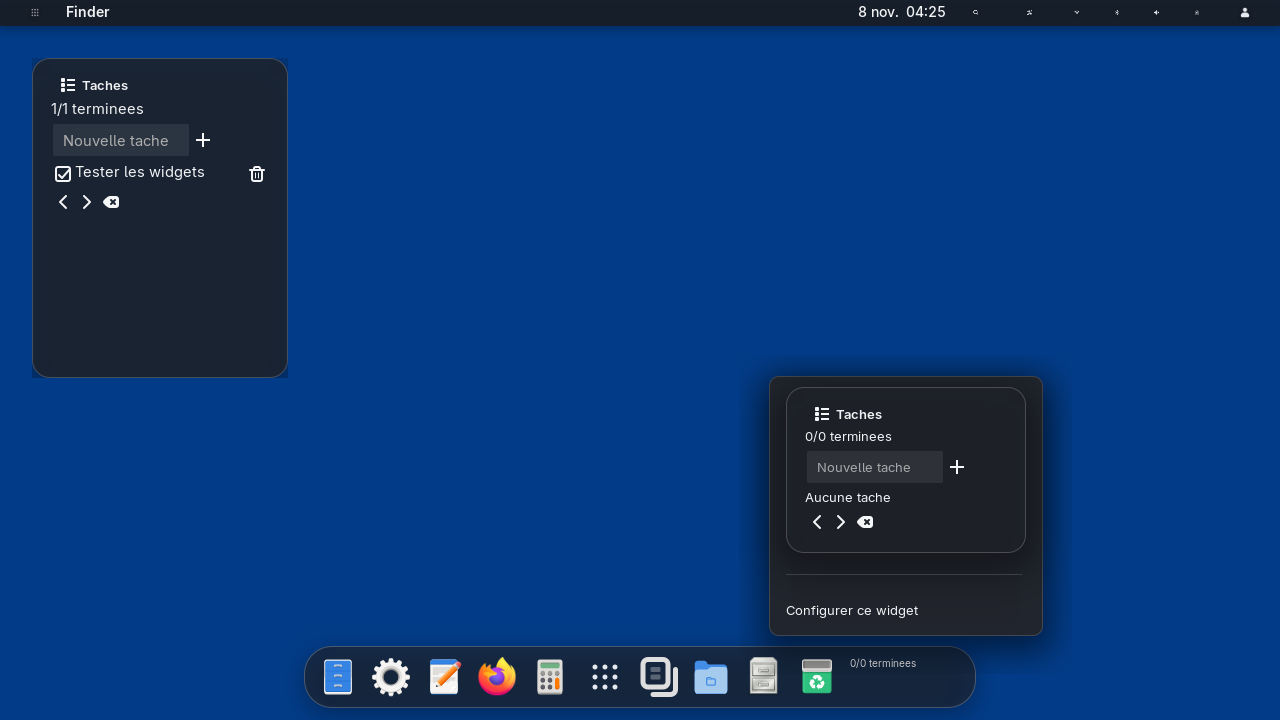 Finder
8 nov. 04:25
Taches
1/1 terminees
Nouvelle tache
Tester les widgets
Taches
0/0 terminees
Nouvelle tache
Aucune tache
Configurer ce widget
0/0 terminees